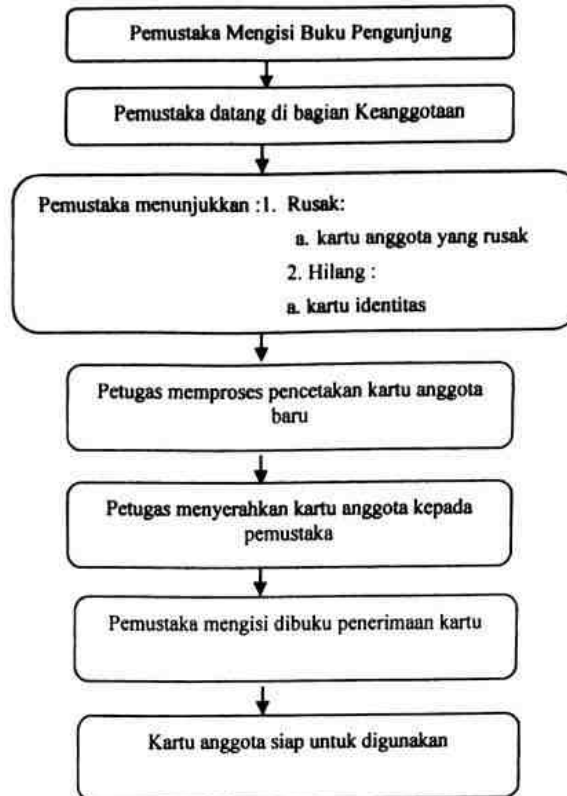 Pemustaka Mengisi Buku Pengunjung
Pemustaka datang di bagian Keanggotaan
Pemustaka menunjukkan :1. Rusak:
a. kartu anggota yang rusak
2. Hilang :
a. kartu identitas
Petugas memproses pencetakan kartu anggota
baru
Petugas menyerahkan kartu anggota kepada
pemustaka
Pemustaka mengisi dibuku penerimaan kartu
Kartu anggota siap untuk digunakan